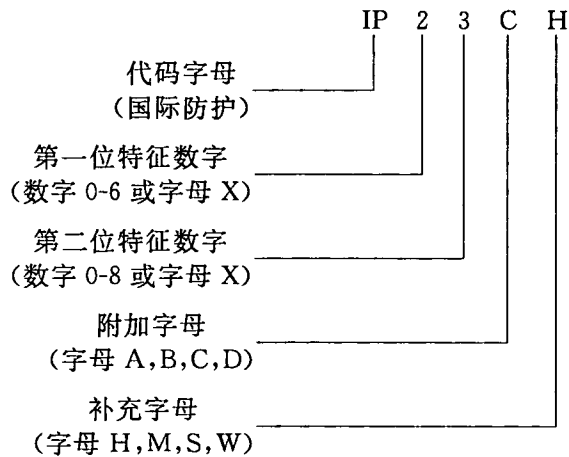 IP 2 3 C H
代码字母
(国际防护)
第一位特征数字
(数字 0-6 或字母 X)
第二位特征数字
(数字 0-8 或字母 X)
附加字母
(字母 A,B,C,D)
补充字母
(字母 H,M,S,W)